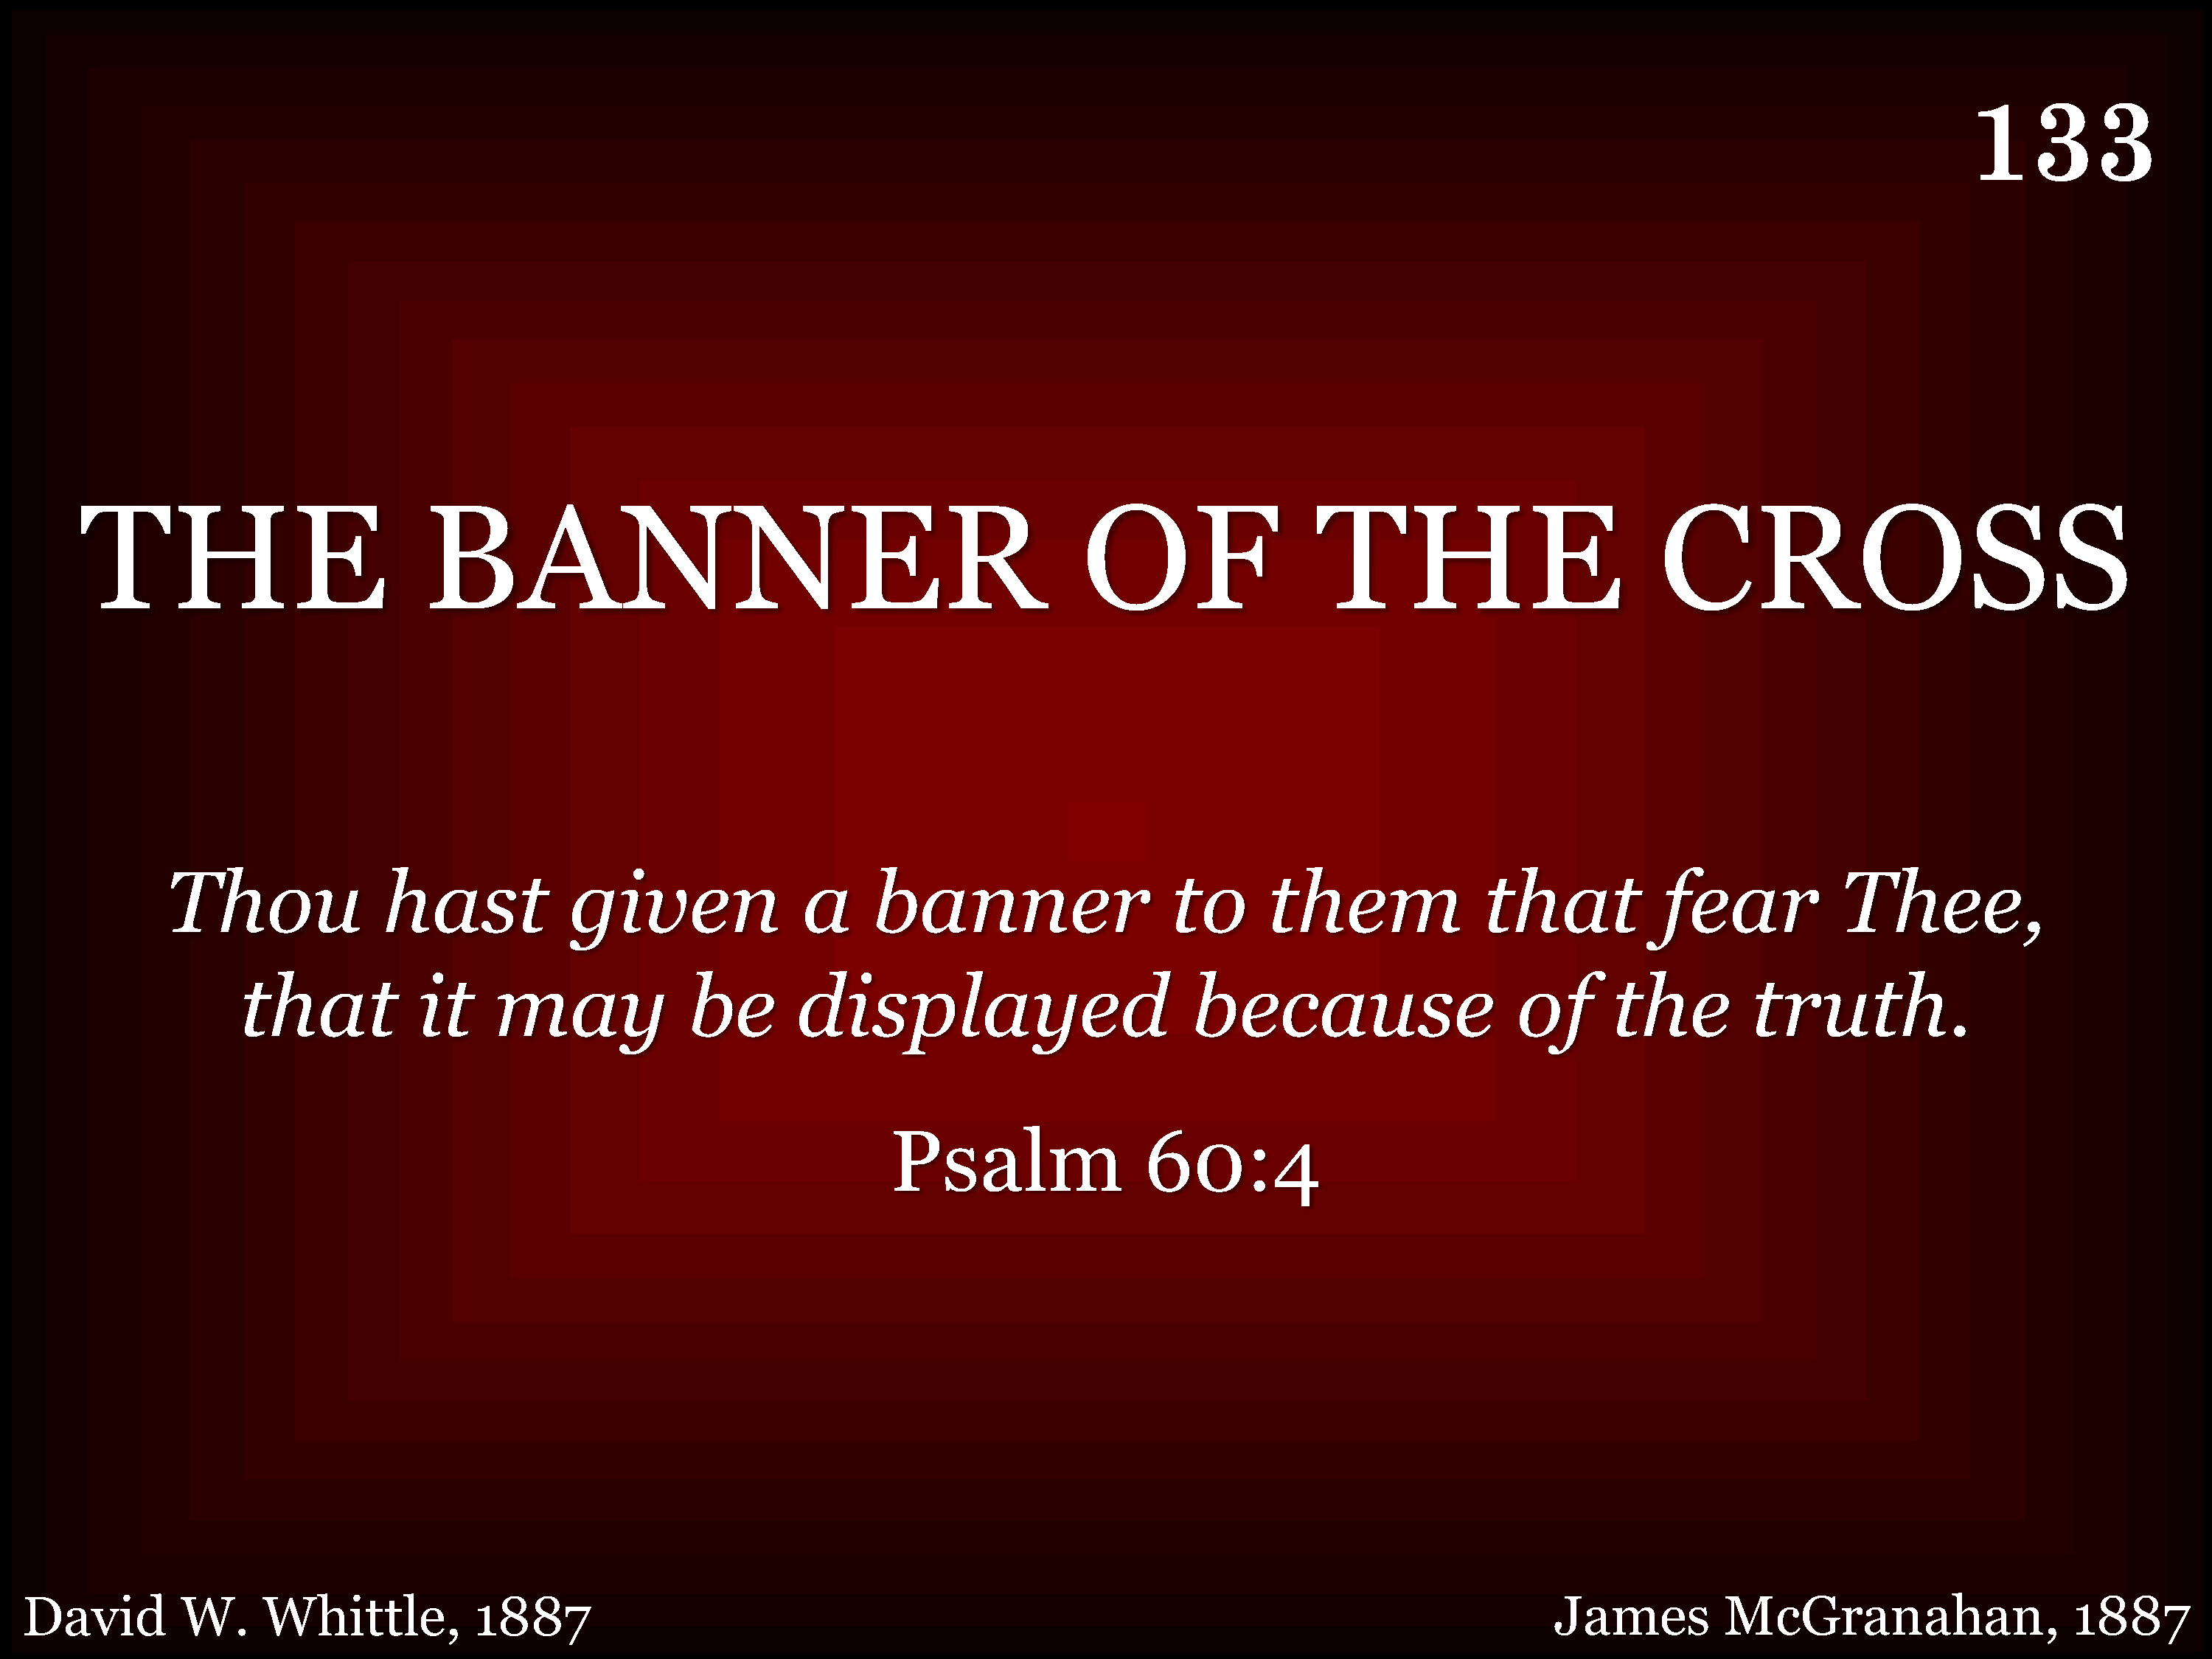 133
THE BANNER OF THE CROSS
Thou hast given a banner to them that fear Thee,
that it may be displayed because of the truth.
Psalm 60:4
David W. Whittle, 1887
James McGranahan, 1887